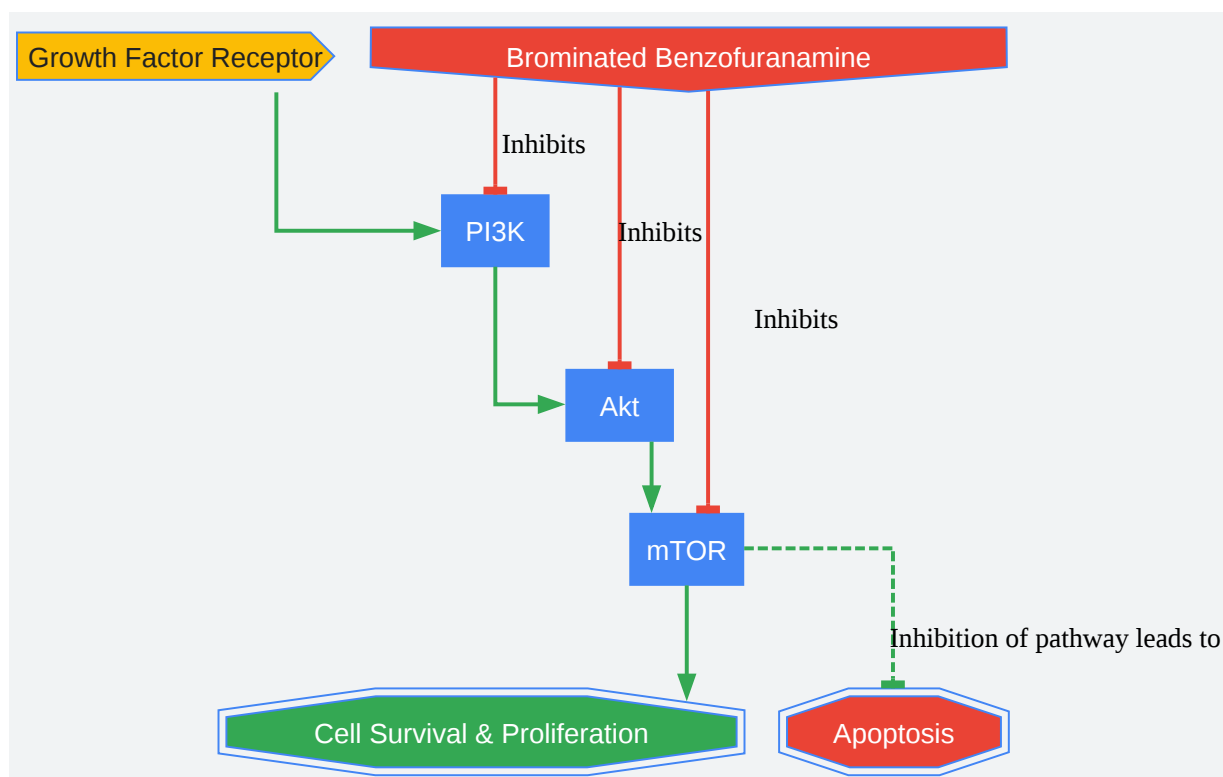 Growth Factor Receptor
Brominated Benzofuranamine
Inhibits
PI3K
Inhibits
Inhibits
Akt
mTOR
Inhibition of pathway leads to
Cell Survival & Proliferation
Apoptosis